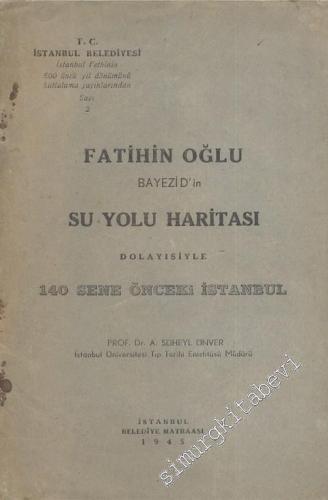 T. C.
İSTANBUL BELEDİYESİ
İstanbul Fethinin
500 üncü yıl dönümünü
kutlulama yayınlarından
Sayı
2
FATİHİN OĞLU
BAYEZİD'in
SU YOLU HARİTASI
DOLAYISİYLE
140 SENE ÖNCEKİ İSTANBUL
PROF. Dr. A. SÜHEYL ÜNVER
İstanbul Üniversitesi Tıp Tarihi Enstitüsü Müdürü
İSTANBUL
BELEDİYE MATBAASI
1945
simurgkitabevi.com